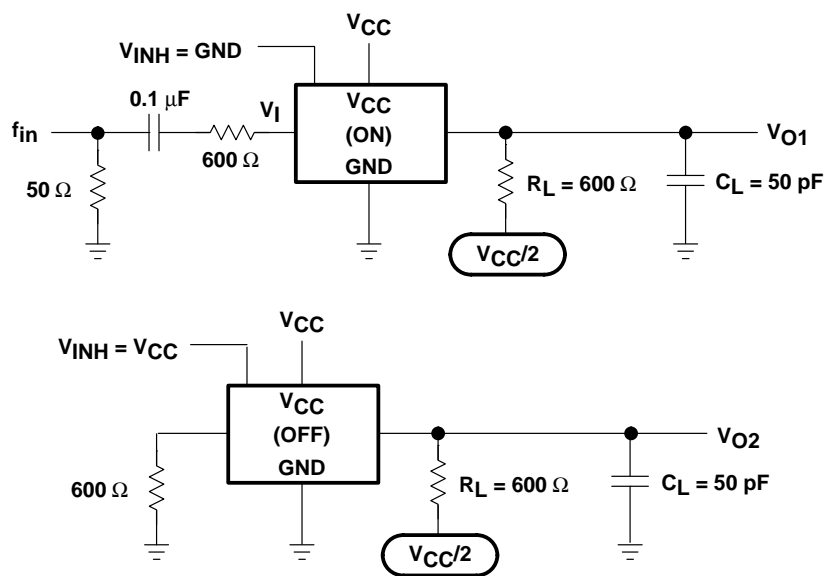 VCC
VINH = GND
0.1 μF
VI
VCC
(ON)
GND
fin
600 Ω
50 Ω
VO1
RL = 600 Ω
CL = 50 pF
VCC/2
VCC
VINH = VCC
VCC
(OFF)
GND
VO2
600 Ω
RL = 600 Ω
CL = 50 pF
VCC/2